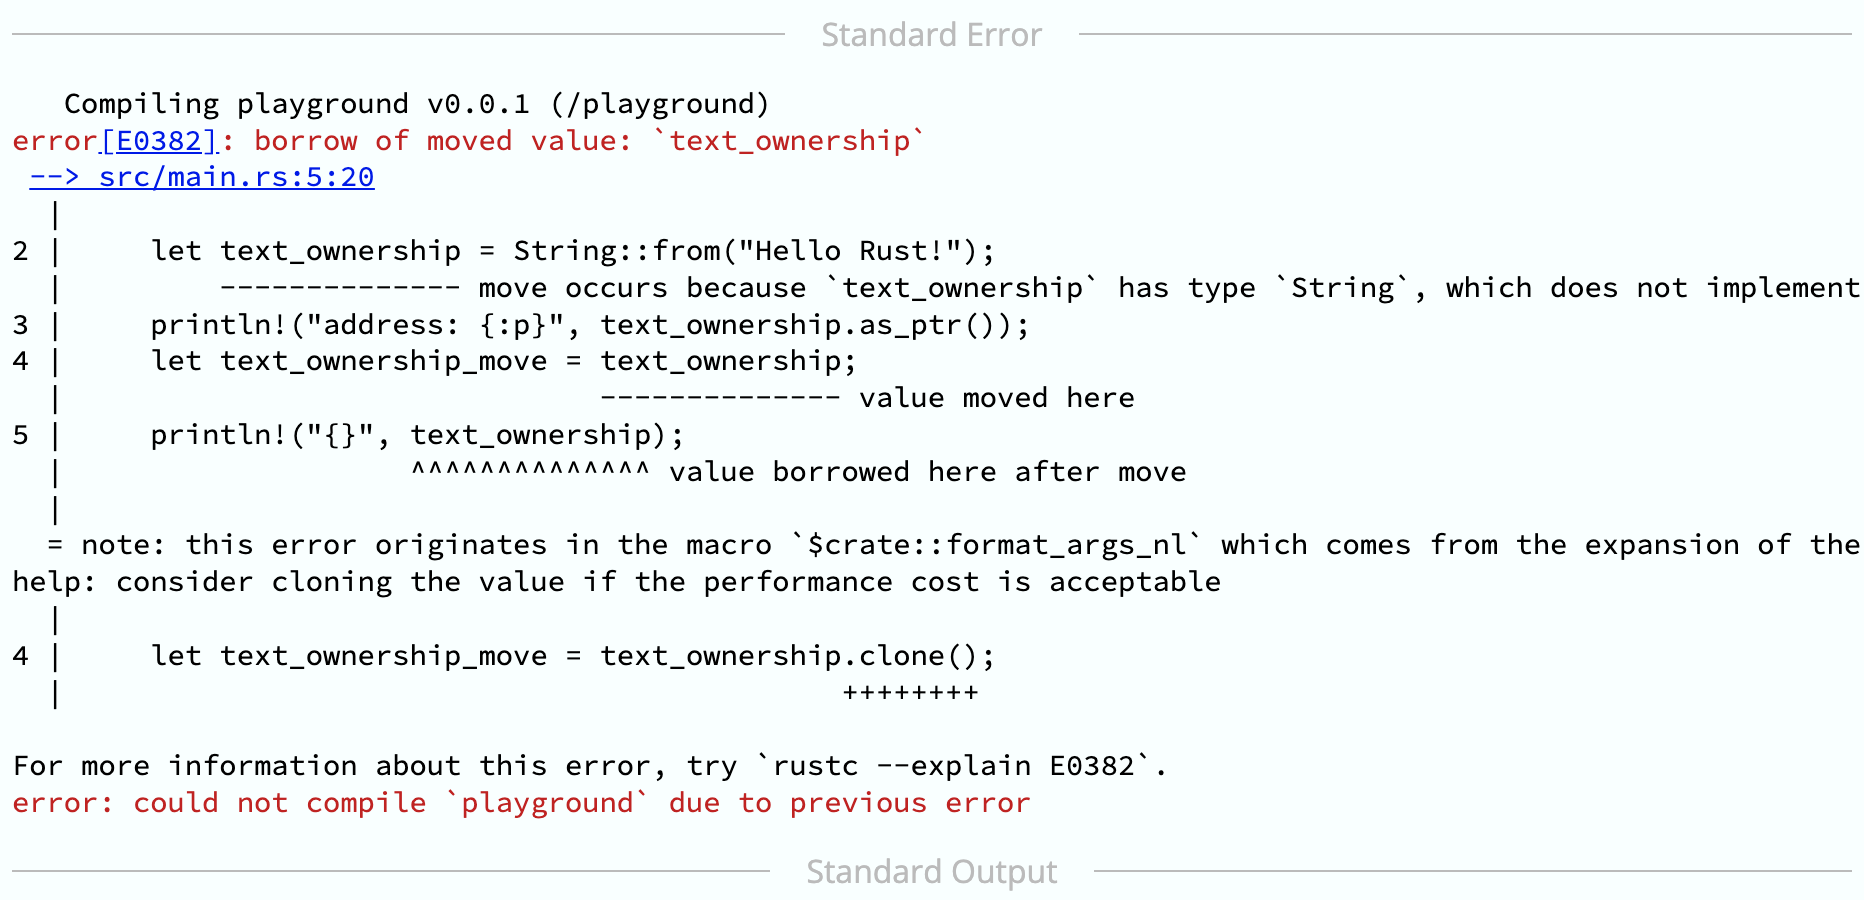 Standard Error
   Compiling playground v0.0.1 (/playground)
error[E0382]: borrow of moved value: `text_ownership`
 --> src/main.rs:5:20
  |
2 |     let text_ownership = String::from("Hello Rust!");
  |         -------------- move occurs because `text_ownership` has type `String`, which does not implement
3 |     println!("address: {:p}", text_ownership.as_ptr());
4 |     let text_ownership_move = text_ownership;
  |                               -------------- value moved here
5 |     println!("{}", text_ownership);
  |                    ^^^^^^^^^^^^^^ value borrowed here after move
  |
  = note: this error originates in the macro `$crate::format_args_nl` which comes from the expansion of the
help: consider cloning the value if the performance cost is acceptable
  |
4 |     let text_ownership_move = text_ownership.clone();
  |                                             ++++++++
For more information about this error, try `rustc --explain E0382`.
error: could not compile `playground` due to previous error
Standard Output